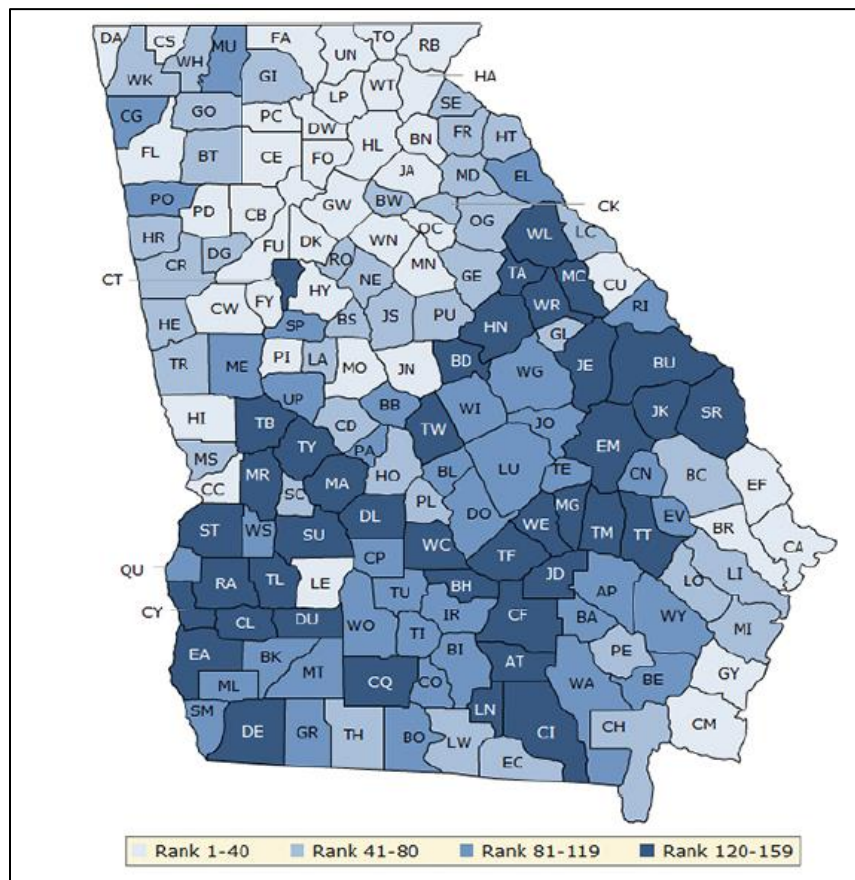 DA CS MU FA UN TO RB
WK WH GI LP WT HA
CG GO PC DW SE
FL BT CE FO HL BN FR HT
JA MD EL
PO PD CB GW BW CK
HR FU DK WN OC OG WL LC
CT CR DG RO NE MN GE TA MC CU
HE CW FY HY BS JS PU HN WR RI
SP GL
TR ME PI LA MO JN BD WG JE BU
HI UP CD BB TW WI JO JK SR
TB TY PA EM
MS MR HO BL LU TE CN BC EF
CC SC MA PL DO MG EV
ST WS SU DL WC WE TM TT BR CA
QU CP TF JD LO LI
RA TL LE BH AP
CY CL DU TU IR CF BA WY MI
WO TI PE
EA BK MT BI AT GY
ML CQ CO WA BE
SM LN
DE GR TH BO LW CI CH CM
EC
Rank 1-40 Rank 41-80 Rank 81-119 Rank 120-159